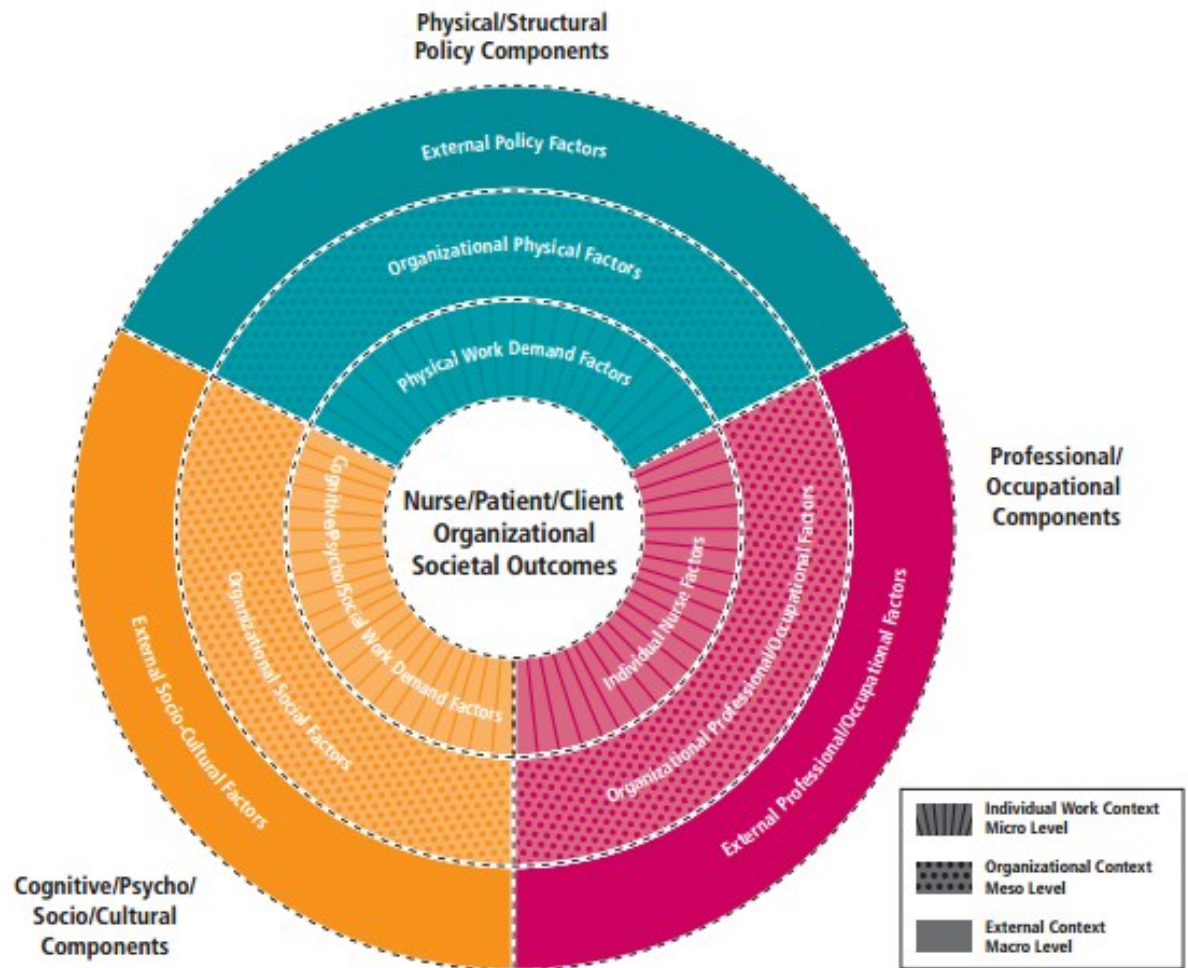 Physical/Structural
Policy Components
External Policy Factors
Organizational Physical Factors
Physical Work Demand Factors
Nurse/Patient/Client
Organizational
Societal Outcomes
Cognitive/Psycho/Social Work Demand Factors
Organizational Social Factors
External Socio-Cultural Factors
Individual Nurse Factors
Organizational Professional/Occupational Factors
External Professional/Occupational Factors
Professional/
Occupational
Components
Cognitive/Psycho/
Socio/Cultural
Components
Individual Work Context
Micro Level
Organizational Context
Meso Level
External Context
Macro Level